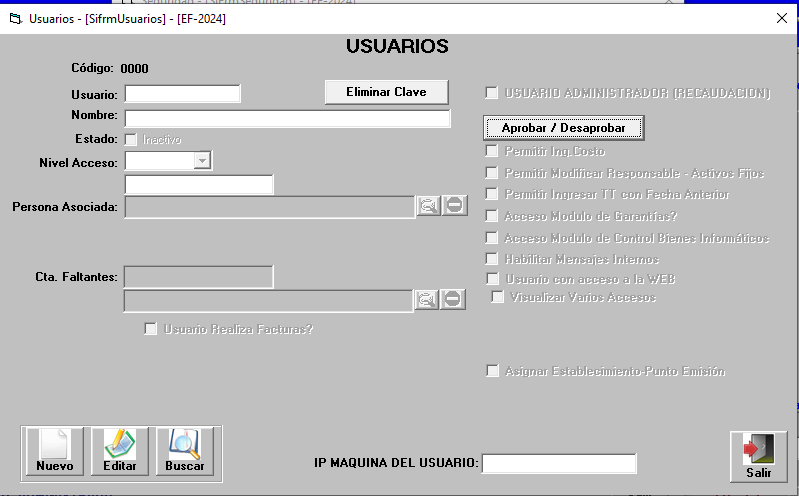 Usuarios - [SifrmUsuarios] - [EF-2024]
USUARIOS
Código: 0000
Usuario:
Eliminar Clave
USUARIO ADMINISTRADOR (RECAUDACION)
Nombre:
Aprobar / Desaprobar
Estado: Inactivo
Permitir Ing.Costo
Nivel Acceso:
Permitir Modificar Responsable - Activos Fijos
Permitir Ingresar TT con Fecha Anterior
Persona Asociada:
Acceso Modulo de Garantías?
Acceso Modulo de Control Bienes Informáticos
Habilitar Mensajes Internos
Cta. Faltantes:
Usuario con acceso a la WEB
Visualizar Varios Accesos
Usuario Realiza Facturas?
Asignar Establecimiento-Punto Emisión
Nuevo
Editar
Buscar
IP MAQUINA DEL USUARIO:
Salir